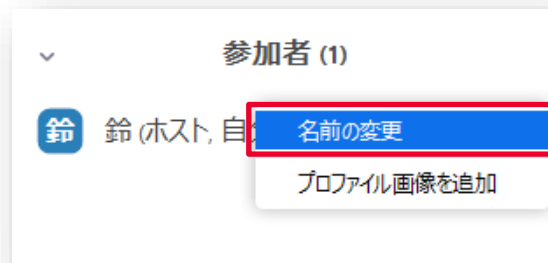 参加者 (1)
鈴 鈴 (ホスト, 自
名前の変更
プロファイル画像を追加